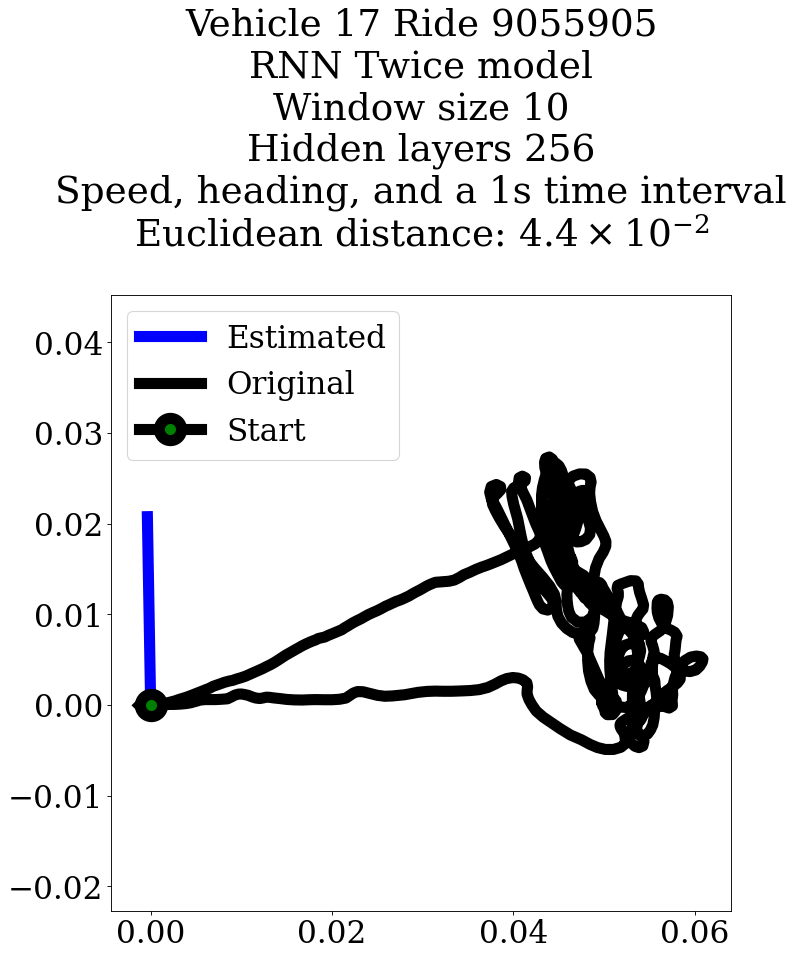 Vehicle 17 Ride 9055905
RNN Twice model
Window size 10
Hidden layers 256
Speed, heading, and a 1s time interval
Euclidean distance: 4.4 × 10⁻²
Estimated
Original
Start
0.04
0.03
0.02
0.01
0.00
−0.01
−0.02
0.00 0.02 0.04 0.06